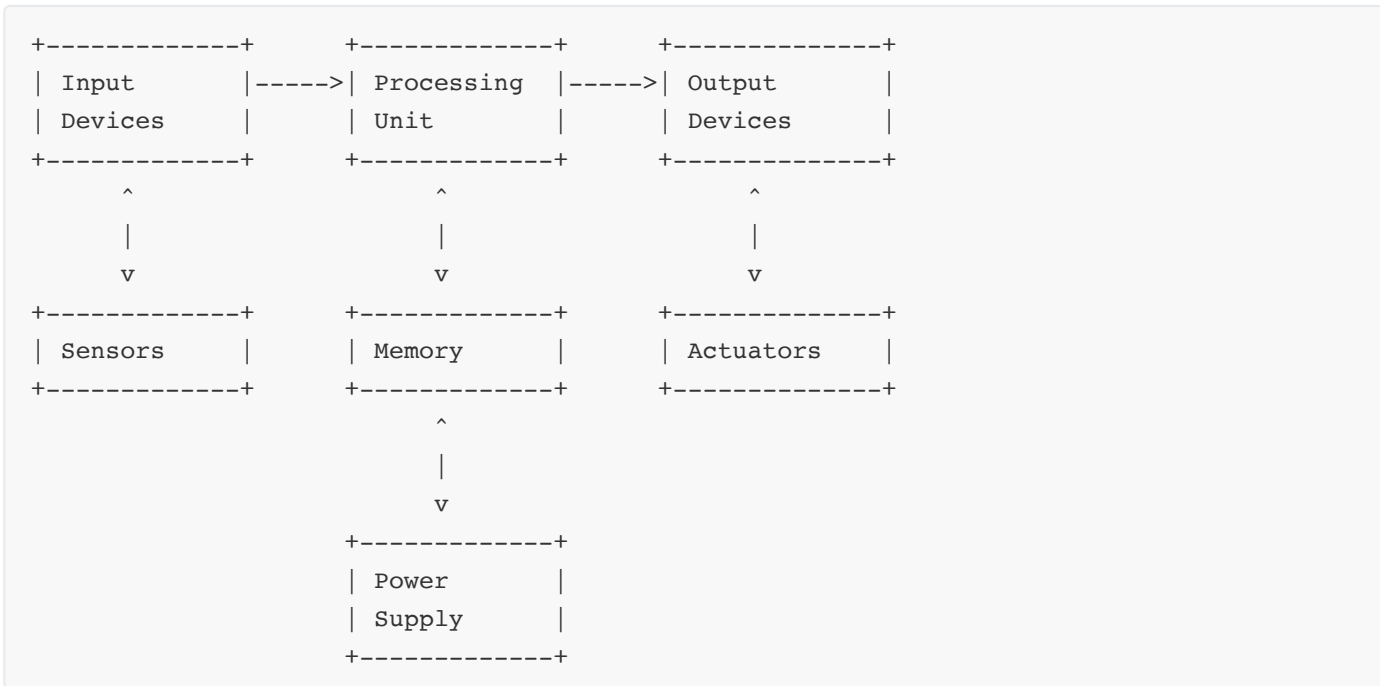 +-------------+      +-------------+      +--------------+
| Input       |----->| Processing  |----->| Output       |
| Devices     |      | Unit        |      | Devices      |
+-------------+      +-------------+      +--------------+
      ^                    ^                    ^
      |                    |                    |
      v                    v                    v
+-------------+      +-------------+      +--------------+
| Sensors     |      | Memory      |      | Actuators    |
+-------------+      +-------------+      +--------------+
                           ^
                           |
                           v
                     +-------------+
                     | Power       |
                     | Supply      |
                     +-------------+